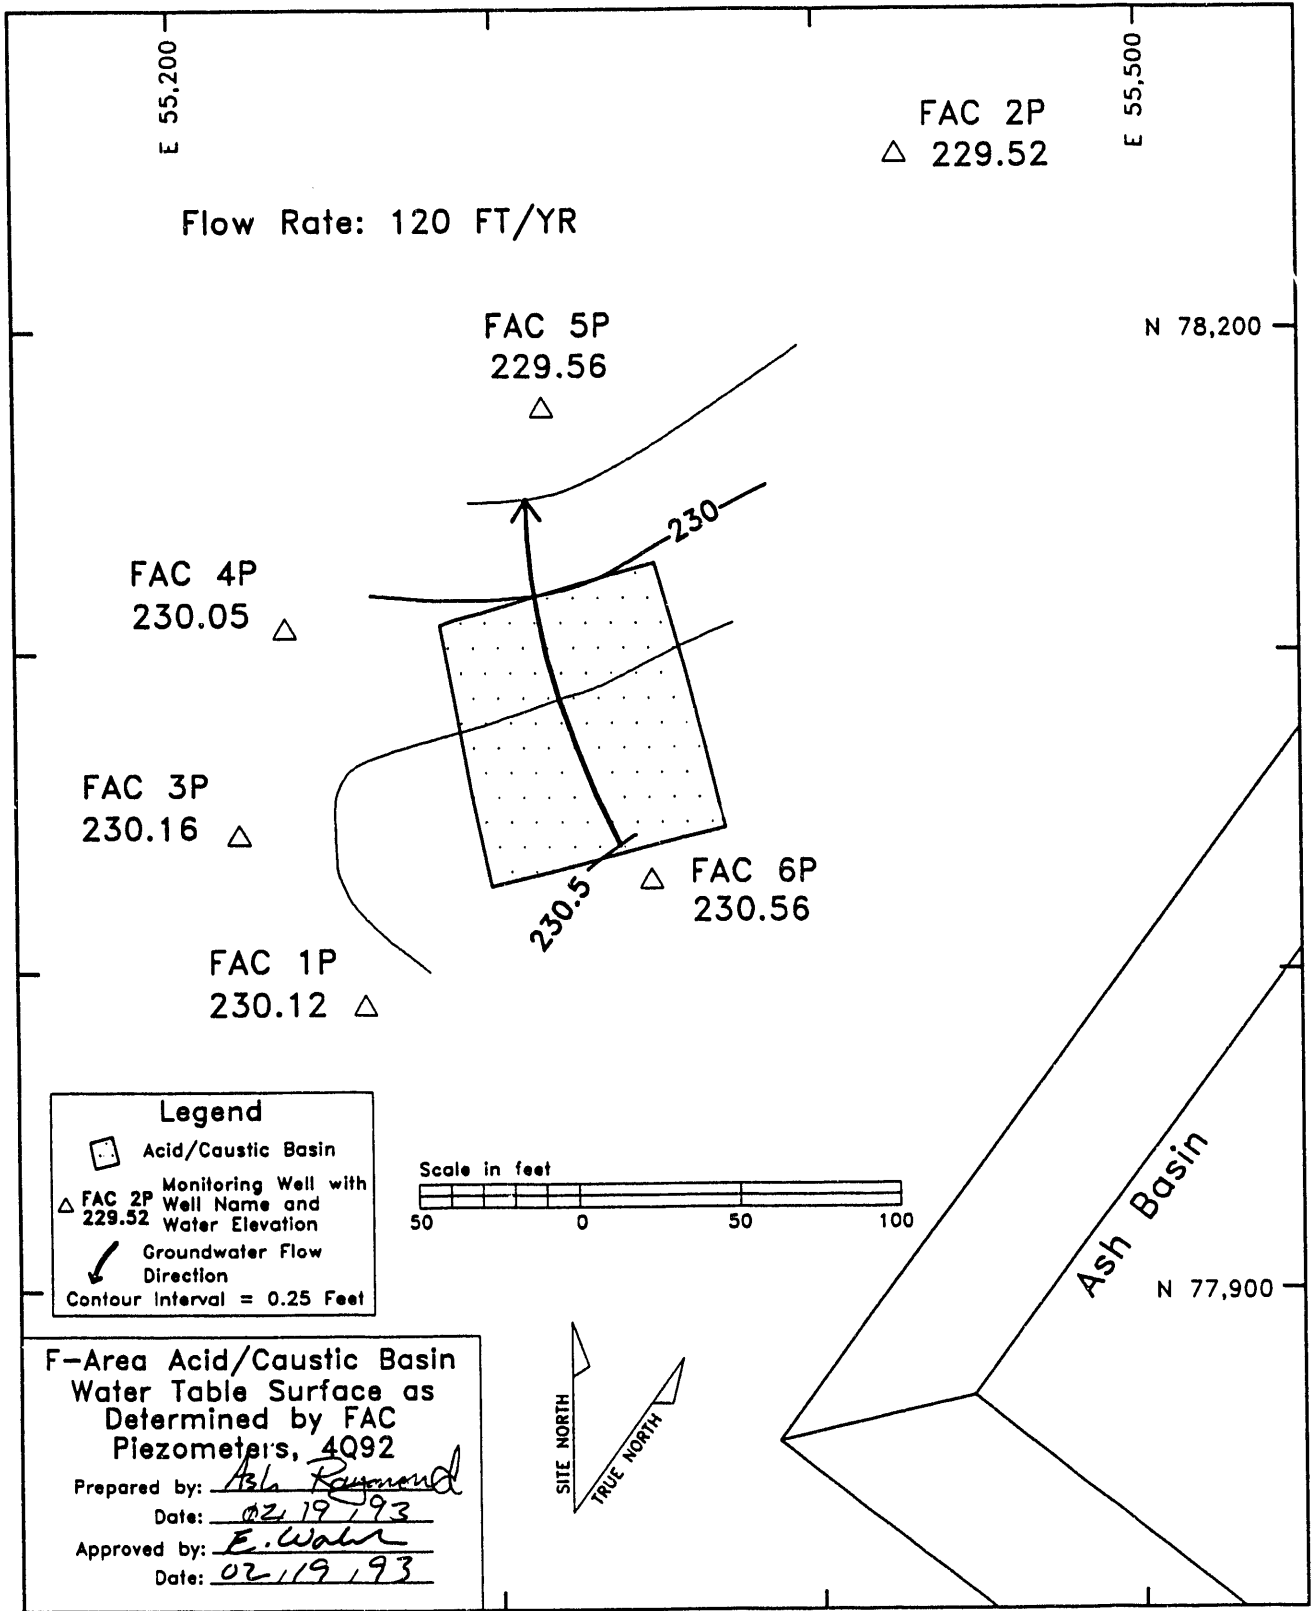 E 55,200
E 55,500
FAC 2P
229.52
Flow Rate: 120 FT/YR
N 78,200
FAC 5P
229.56
230
FAC 4P
230.05
FAC 3P
230.16
FAC 6P
230.56
230.5
FAC 1P
230.12
Legend
Acid/Caustic Basin
FAC 2P
229.52
Monitoring Well with
Well Name and
Water Elevation
Groundwater Flow
Direction
Contour Interval = 0.25 Feet
Scale in feet
50 0 50 100
Ash Basin
N 77,900
F-Area Acid/Caustic Basin
Water Table Surface as
Determined by FAC
Piezometers, 4Q92
Prepared by: Ash Raymond
Date: 02/19/93
Approved by: E.
Date: 02/19/93
SITE NORTH
TRUE NORTH